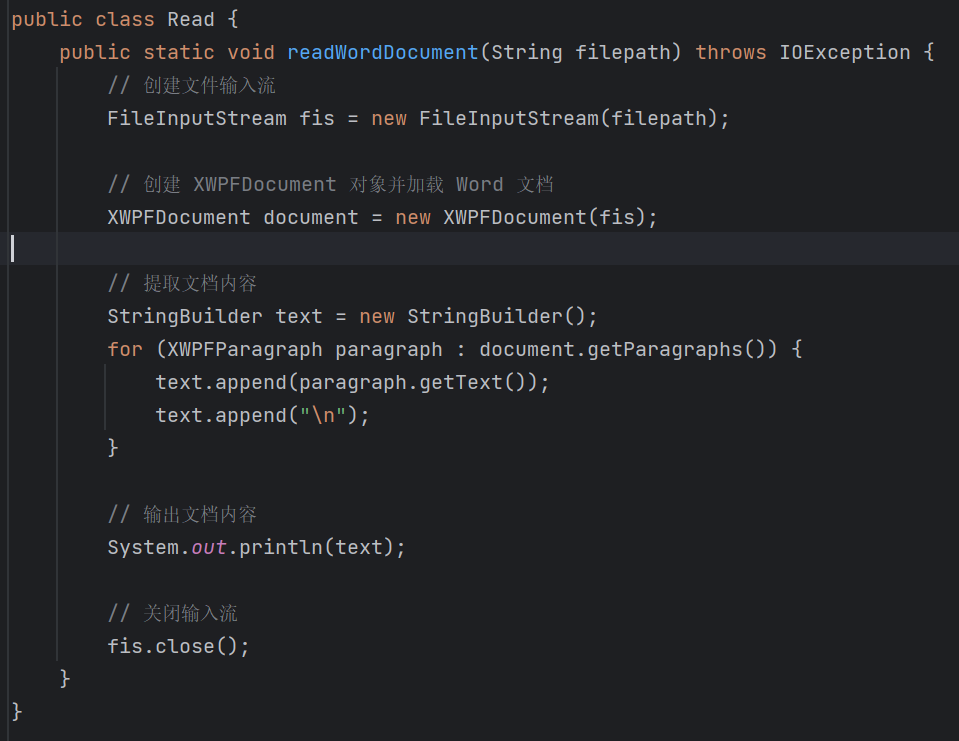 public class Read {
    public static void readWordDocument(String filepath) throws IOException {
        // 创建文件输入流
        FileInputStream fis = new FileInputStream(filepath);
        // 创建 XWPFDocument 对象并加载 Word 文档
        XWPFDocument document = new XWPFDocument(fis);
        // 提取文档内容
        StringBuilder text = new StringBuilder();
        for (XWPFParagraph paragraph : document.getParagraphs()) {
            text.append(paragraph.getText());
            text.append("\n");
        }
        // 输出文档内容
        System.out.println(text);
        // 关闭输入流
        fis.close();
    }
}